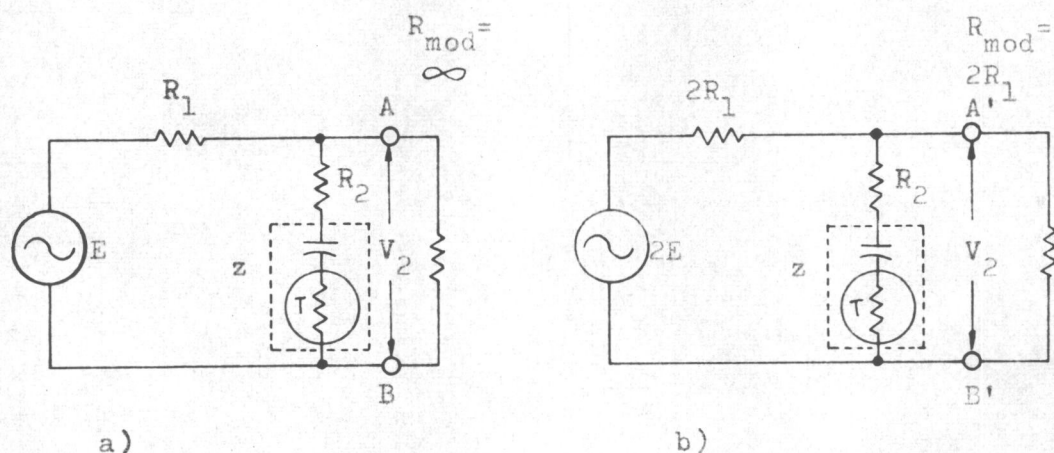 R_mod=
∞
R_1
A
R_2
E
z
T
V_2
B
a)
R_mod=
2R_1
2R_1
A'
R_2
2E
z
T
V_2
B'
b)